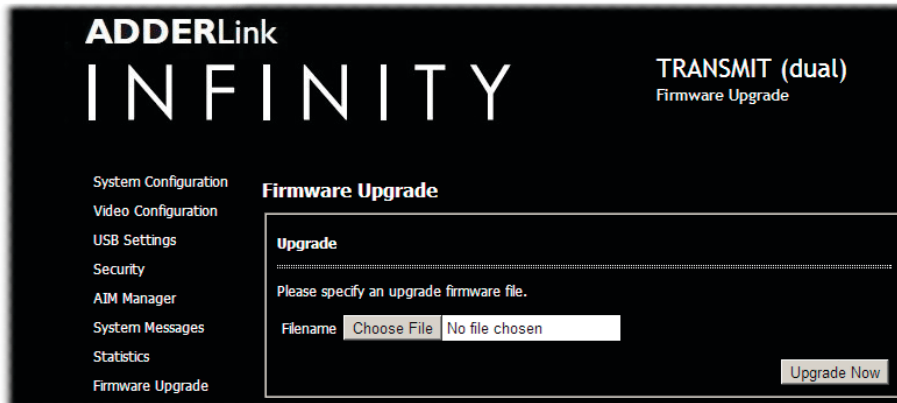 ADDERLink
INFINITY
TRANSMIT (dual)
Firmware Upgrade
System Configuration
Video Configuration
USB Settings
Security
AIM Manager
System Messages
Statistics
Firmware Upgrade
Firmware Upgrade
Upgrade
Please specify an upgrade firmware file.
Filename Choose File No file chosen
Upgrade Now